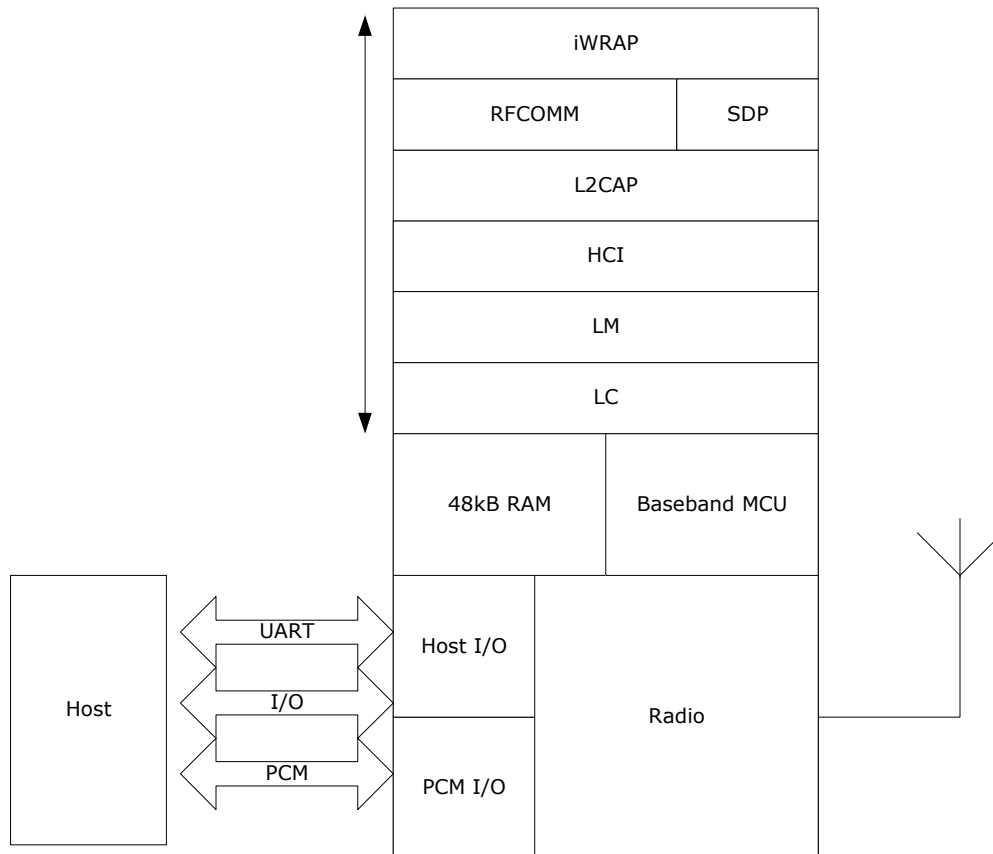 iWRAP
RFCOMM
SDP
L2CAP
HCI
LM
LC
48kB RAM
Baseband MCU
UART
Host I/O
Host
I/O
Radio
PCM
PCM I/O